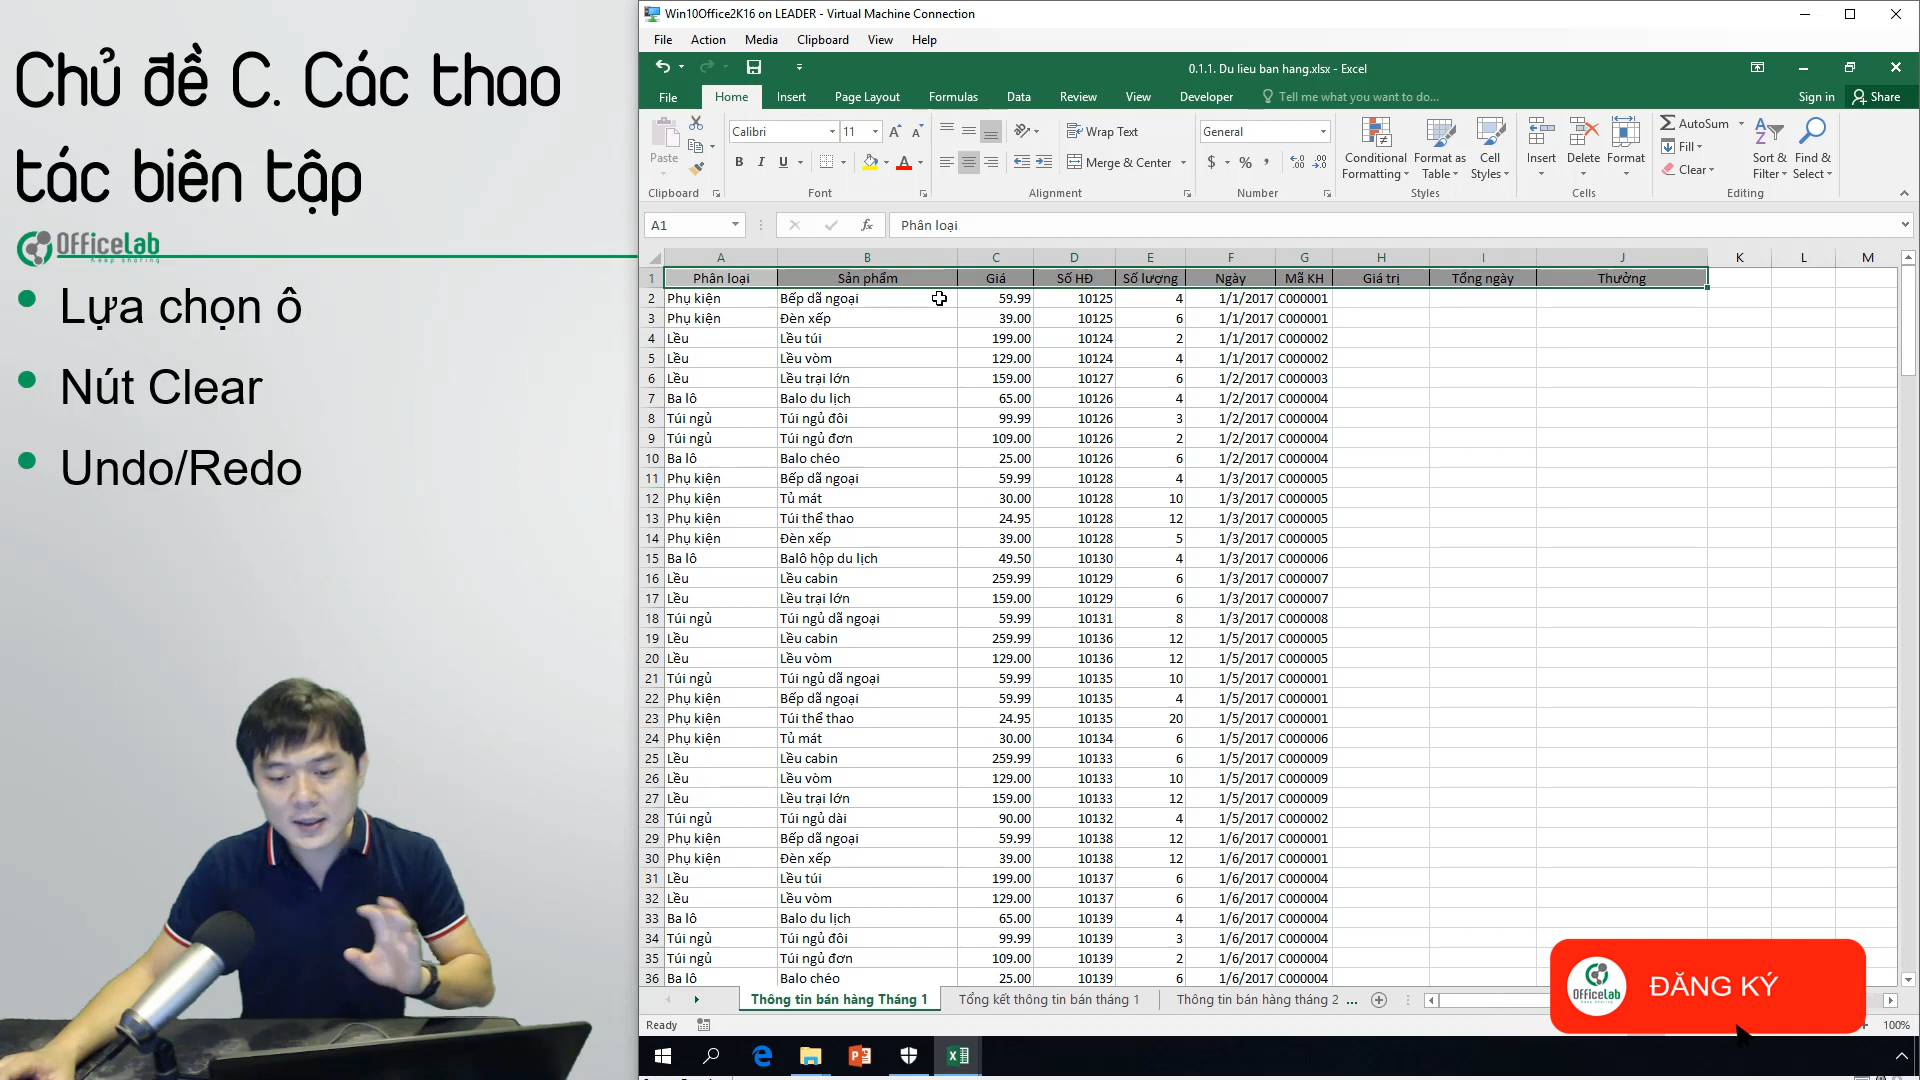 Chủ đề C. Các thao
tác biên tập
OfficeLab
Keep sharing
Lựa chọn ô
Nút Clear
Undo/Redo
Win10Office2K16 on LEADER - Virtual Machine Connection
File Action Media Clipboard View Help
0.1.1. Du lieu ban hang.xlsx - Excel
File Home Insert Page Layout Formulas Data Review View Developer Tell me what you want to do... Sign in Share
Paste Calibri 11 Wrap Text General Conditional Formatting Format as Table Cell Styles Insert Delete Format AutoSum Sort & Filter Find & Select
B I U Merge & Center $ % Fill
Clear
Clipboard Font Alignment Number Styles Cells Editing
A1 fx Phân loại
A B C D E F G H I J K L M
1 Phân loại Sản phẩm Giá Số HĐ Số lượng Ngày Mã KH Giá trị Tổng ngày Thưởng
2 Phụ kiện Bếp dã ngoại 59.99 10125 4 1/1/2017 C000001
3 Phụ kiện Đèn xếp 39.00 10125 6 1/1/2017 C000001
4 Lều Lều túi 199.00 10124 2 1/1/2017 C000002
5 Lều Lều vòm 129.00 10124 4 1/1/2017 C000002
6 Lều Lều trại lớn 159.00 10127 6 1/2/2017 C000003
7 Ba lô Balo du lịch 65.00 10126 4 1/2/2017 C000004
8 Túi ngủ Túi ngủ đôi 99.99 10126 3 1/2/2017 C000004
9 Túi ngủ Túi ngủ đơn 109.00 10126 2 1/2/2017 C000004
10 Ba lô Balo chéo 25.00 10126 6 1/2/2017 C000004
11 Phụ kiện Bếp dã ngoại 59.99 10128 4 1/3/2017 C000005
12 Phụ kiện Tủ mát 30.00 10128 10 1/3/2017 C000005
13 Phụ kiện Túi thể thao 24.95 10128 12 1/3/2017 C000005
14 Phụ kiện Đèn xếp 39.00 10128 5 1/3/2017 C000005
15 Ba lô Balô hộp du lịch 49.50 10130 4 1/3/2017 C000006
16 Lều Lều cabin 259.99 10129 6 1/3/2017 C000007
17 Lều Lều trại lớn 159.00 10129 6 1/3/2017 C000007
18 Túi ngủ Túi ngủ dã ngoại 59.99 10131 8 1/3/2017 C000008
19 Lều Lều cabin 259.99 10136 12 1/5/2017 C000005
20 Lều Lều vòm 129.00 10136 12 1/5/2017 C000005
21 Túi ngủ Túi ngủ dã ngoại 59.99 10135 10 1/5/2017 C000001
22 Phụ kiện Bếp dã ngoại 59.99 10135 4 1/5/2017 C000001
23 Phụ kiện Túi thể thao 24.95 10135 20 1/5/2017 C000001
24 Phụ kiện Tủ mát 30.00 10134 6 1/5/2017 C000006
25 Lều Lều cabin 259.99 10133 6 1/5/2017 C000009
26 Lều Lều vòm 129.00 10133 10 1/5/2017 C000009
27 Lều Lều trại lớn 159.00 10133 12 1/5/2017 C000009
28 Túi ngủ Túi ngủ dài 90.00 10132 4 1/5/2017 C000002
29 Phụ kiện Bếp dã ngoại 59.99 10138 12 1/6/2017 C000001
30 Phụ kiện Đèn xếp 39.00 10138 12 1/6/2017 C000001
31 Lều Lều túi 199.00 10137 6 1/6/2017 C000004
32 Lều Lều vòm 129.00 10137 6 1/6/2017 C000004
33 Ba lô Balo du lịch 65.00 10139 4 1/6/2017 C000004
34 Túi ngủ Túi ngủ đôi 99.99 10139 3 1/6/2017 C000004
35 Túi ngủ Túi ngủ đơn 109.00 10139 2 1/6/2017 C000004
36 Ba lô Balo chéo 25.00 10139 6 1/6/2017 C000004
Thông tin bán hàng Tháng 1 Tổng kết thông tin bán tháng 1 Thông tin bán hàng tháng 2 ...
Ready 100%
OfficeLab
ĐĂNG KÝ